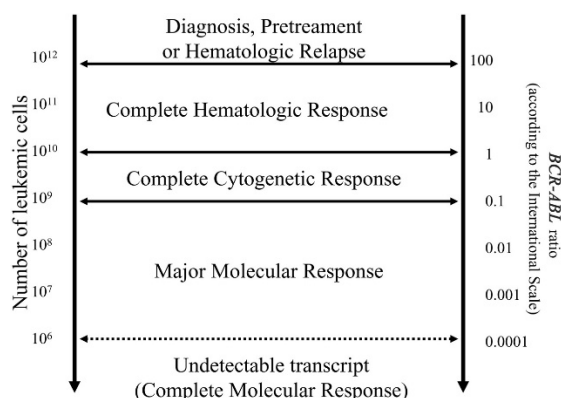 Diagnosis, Pretreament
or Hematologic Relapse
10¹²
100
10¹¹
Complete Hematologic Response
10
10¹⁰
1
Complete Cytogenetic Response
10⁹
0.1
10⁸
0.01
Major Molecular Response
10⁷
0.001
10⁶
0.0001
Undetectable transcript
(Complete Molecular Response)
Number of leukemic cells
BCR-ABL ratio
(according to the International Scale)